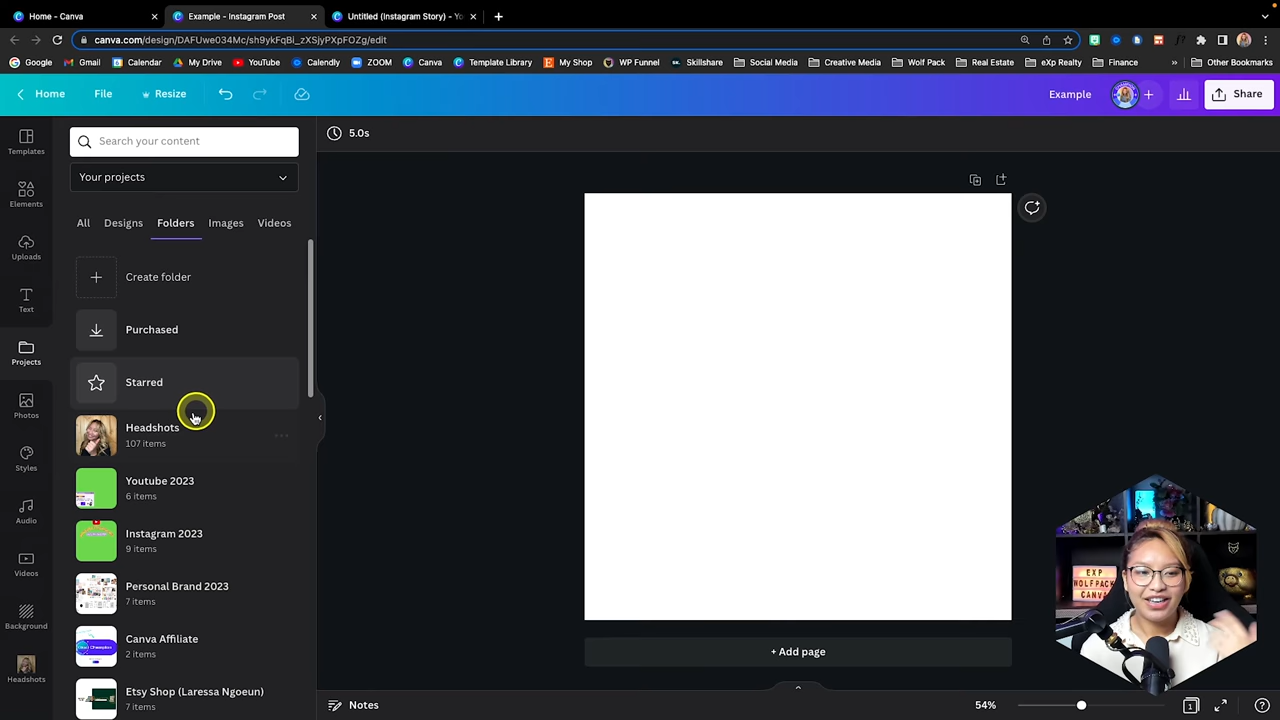 Home - Canva
Example - Instagram Post
Untitled (Instagram Story) - Yo
canva.com/design/DAFUwe034Mc/sh9ykFqBi_zXSjyPXpFOZg/edit
Google Gmail Calendar My Drive YouTube Calendly ZOOM Canva Template Library My Shop WP Funnel Skillshare Social Media Creative Media Wolf Pack Real Estate eXp Realty Finance » Other Bookmarks
Home File Resize Example Share
Templates
Elements
Uploads
Text
Projects
Photos
Styles
Audio
Videos
Background
Headshots
Search your content
Your projects
All Designs Folders Images Videos
Create folder
Purchased
Starred
Headshots
107 items
Youtube 2023
6 items
Instagram 2023
9 items
Personal Brand 2023
7 items
Canva Affiliate
2 items
Etsy Shop (Laressa Ngoeun)
7 items
5.0s
+ Add page
Notes
54%
1
EXP
WOLFPACK
CANVA